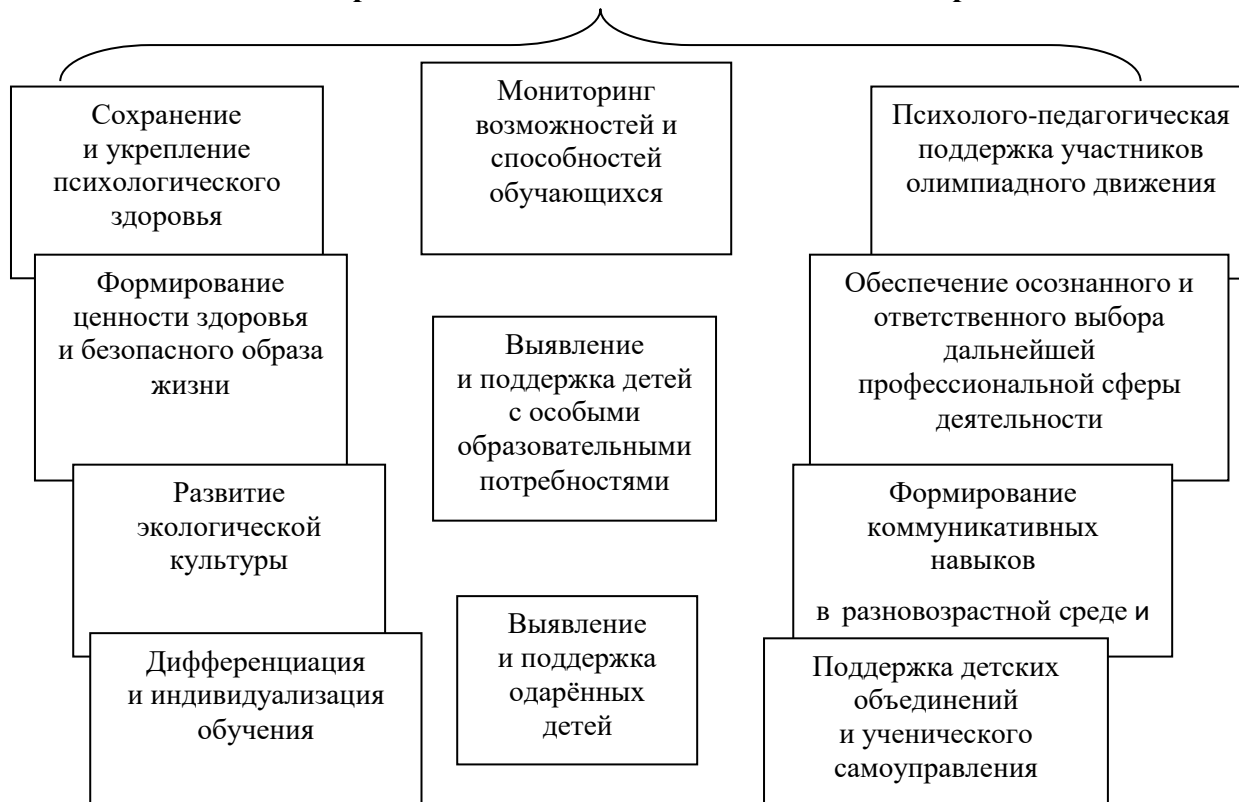 Сохранение
и укрепление
психологического
здоровья
Формирование
ценности здоровья
и безопасного образа
жизни
Развитие
экологической
культуры
Дифференциация
и индивидуализация
обучения
Мониторинг
возможностей и
способностей
обучающихся
Выявление
и поддержка детей
с особыми
образовательными
потребностями
Выявление
и поддержка
одарённых
детей
Психолого-педагогическая
поддержка участников
олимпиадного движения
Обеспечение осознанного и
ответственного выбора
дальнейшей
профессиональной сферы
деятельности
Формирование
коммуникативных
навыков
в разновозрастной среде и
Поддержка детских
объединений
и ученического
самоуправления